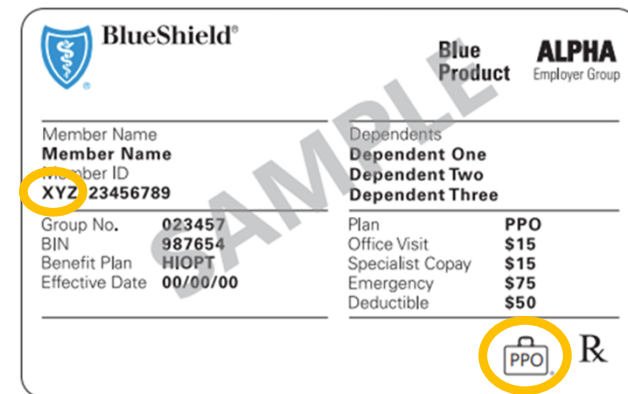 BlueShield®
Blue
Product
ALPHA
Employer Group
Member Name
Member Name
Member ID
XYZ 23456789
Group No. 023457
BIN 987654
Benefit Plan HIOPT
Effective Date 00/00/00
Dependents
Dependent One
Dependent Two
Dependent Three
Plan PPO
Office Visit $15
Specialist Copay $15
Emergency $75
Deductible $50
PPO
Rx
SAMPLE